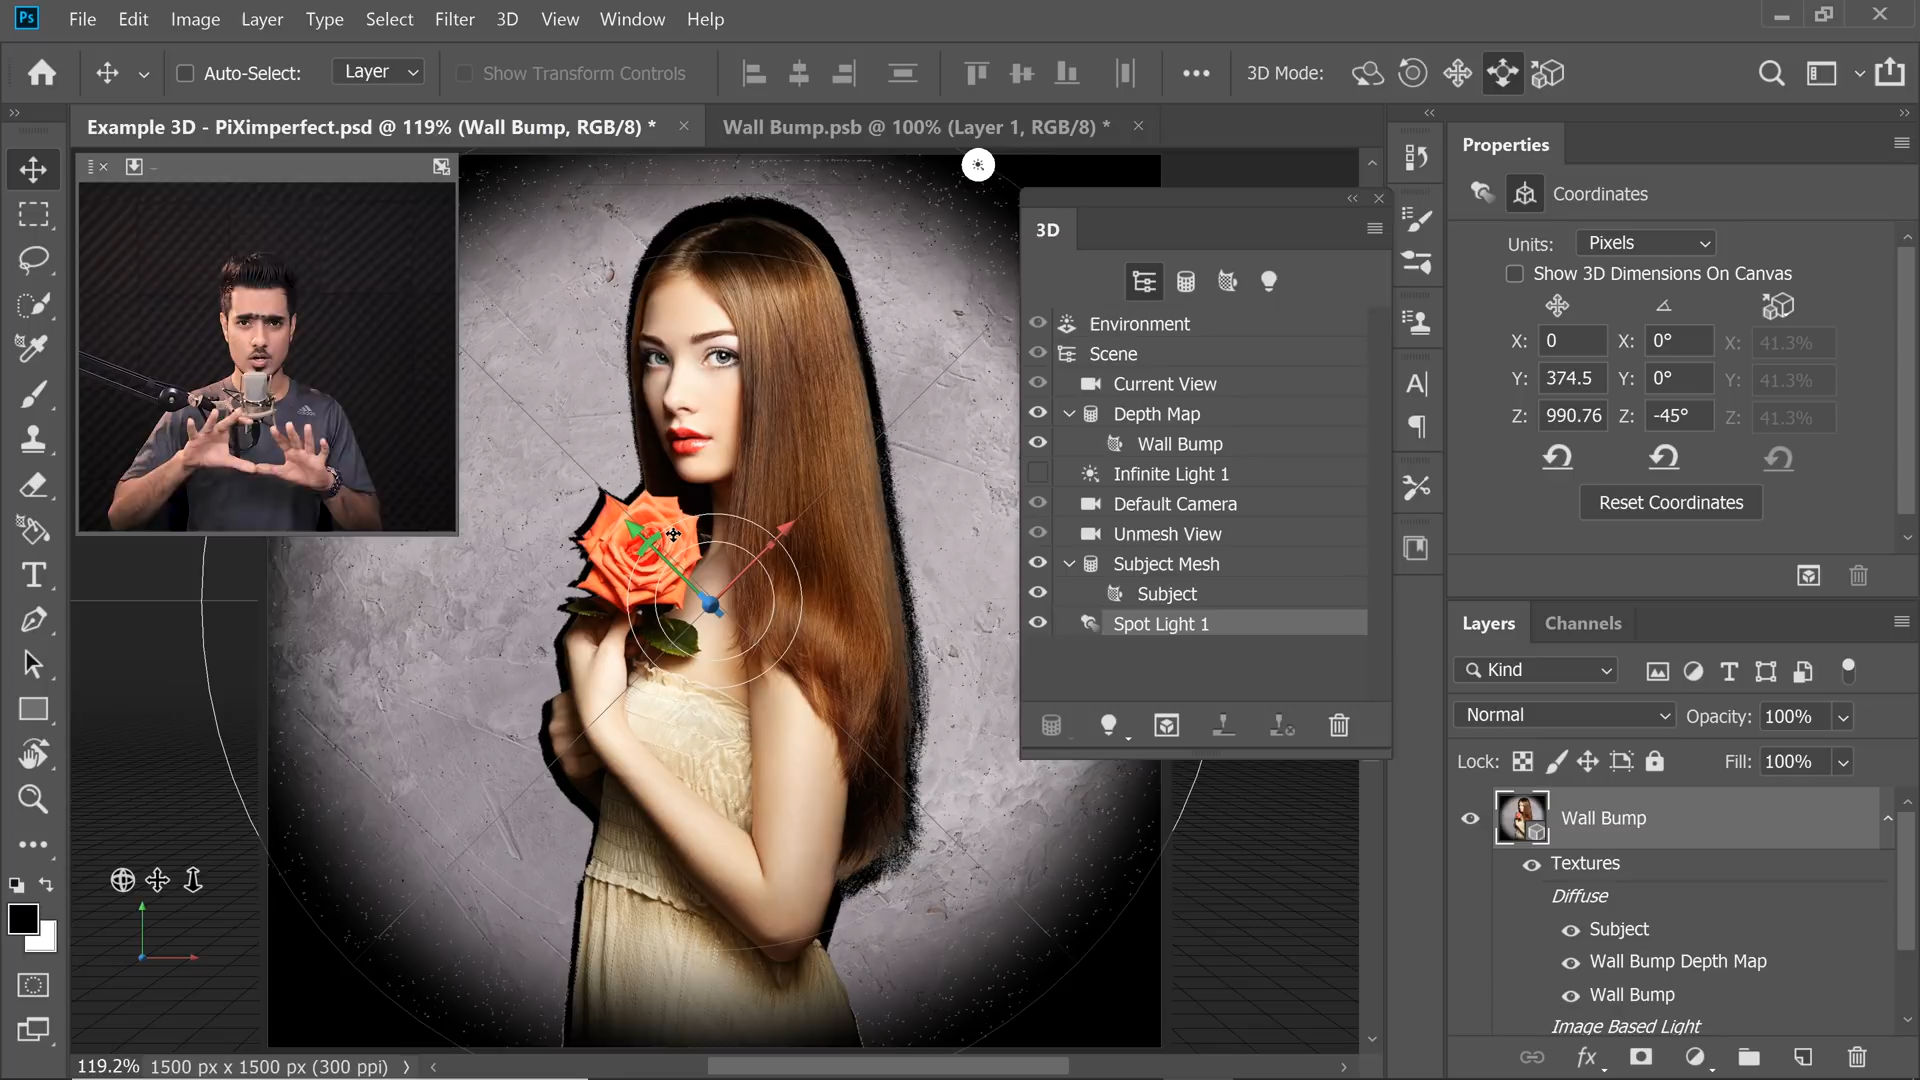 Ps File Edit Image Layer Type Select Filter 3D View Window Help
Auto-Select: Layer Show Transform Controls 3D Mode:
Example 3D - PiXimperfect.psd @ 119% (Wall Bump, RGB/8) *
Wall Bump.psb @ 100% (Layer 1, RGB/8) *
3D
Environment
Scene
Current View
Depth Map
Wall Bump
Infinite Light 1
Default Camera
Unmesh View
Subject Mesh
Subject
Spot Light 1
Properties
Coordinates
Units: Pixels
Show 3D Dimensions On Canvas
X: 0 X: 0° X: 41.3%
Y: 374.5 Y: 0° Y: 41.3%
Z: 990.76 Z: -45° Z: 41.3%
Reset Coordinates
Layers Channels
Kind
Normal Opacity: 100%
Lock: Fill: 100%
Wall Bump
Textures
Diffuse
Subject
Wall Bump Depth Map
Wall Bump
Image Based Light
fx
119.2% 1500 px x 1500 px (300 ppi)